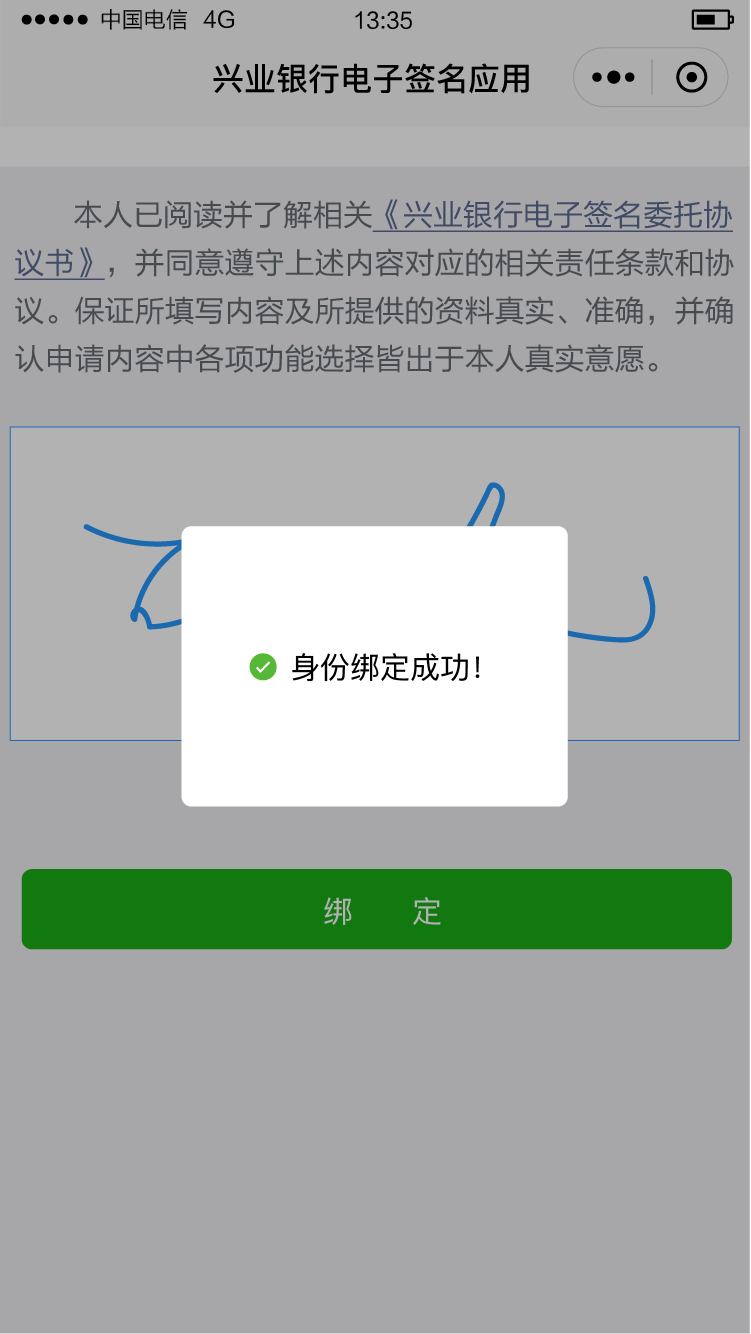 中国电信 4G 13:35
兴业银行电子签名应用
本人已阅读并了解相关《兴业银行电子签名委托协
议书》，并同意遵守上述内容对应的相关责任条款和协
议。保证所填写内容及所提供的资料真实、准确，并确
认申请内容中各项功能选择皆出于本人真实意愿。
身份绑定成功！
绑 定